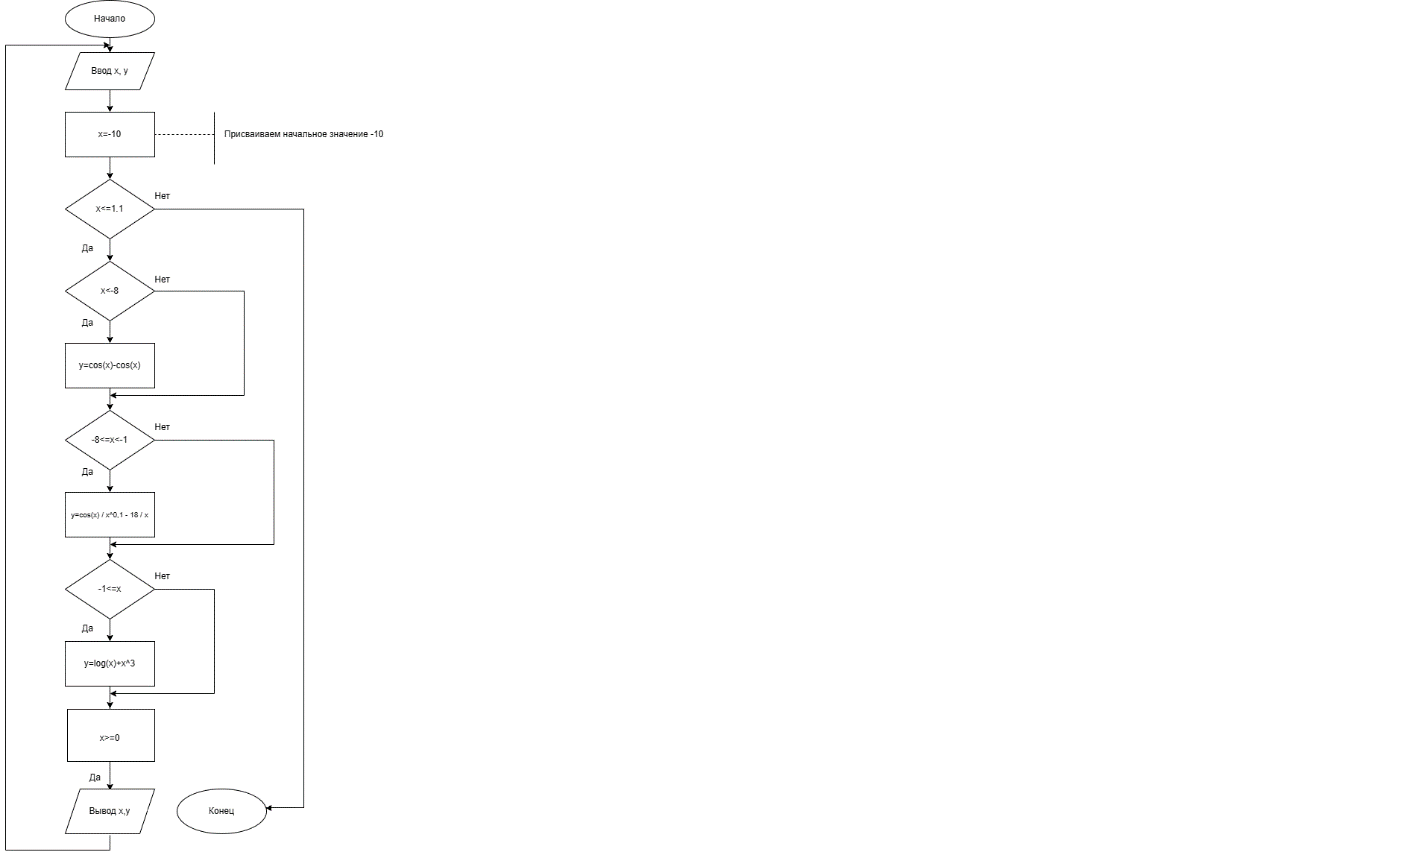 Начало
Ввод x, y
x=-10
Присваиваем начальное значение -10
x<=1.1
Нет
Да
x<-8
Нет
Да
y=cos(x)-cos(x)
-8<=x<-1
Нет
Да
y=cos(x) / x^0,1 - 18 / x
-1<=x
Нет
Да
y=log(x)+x^3
x>=0
Да
Вывод x,y
Конец